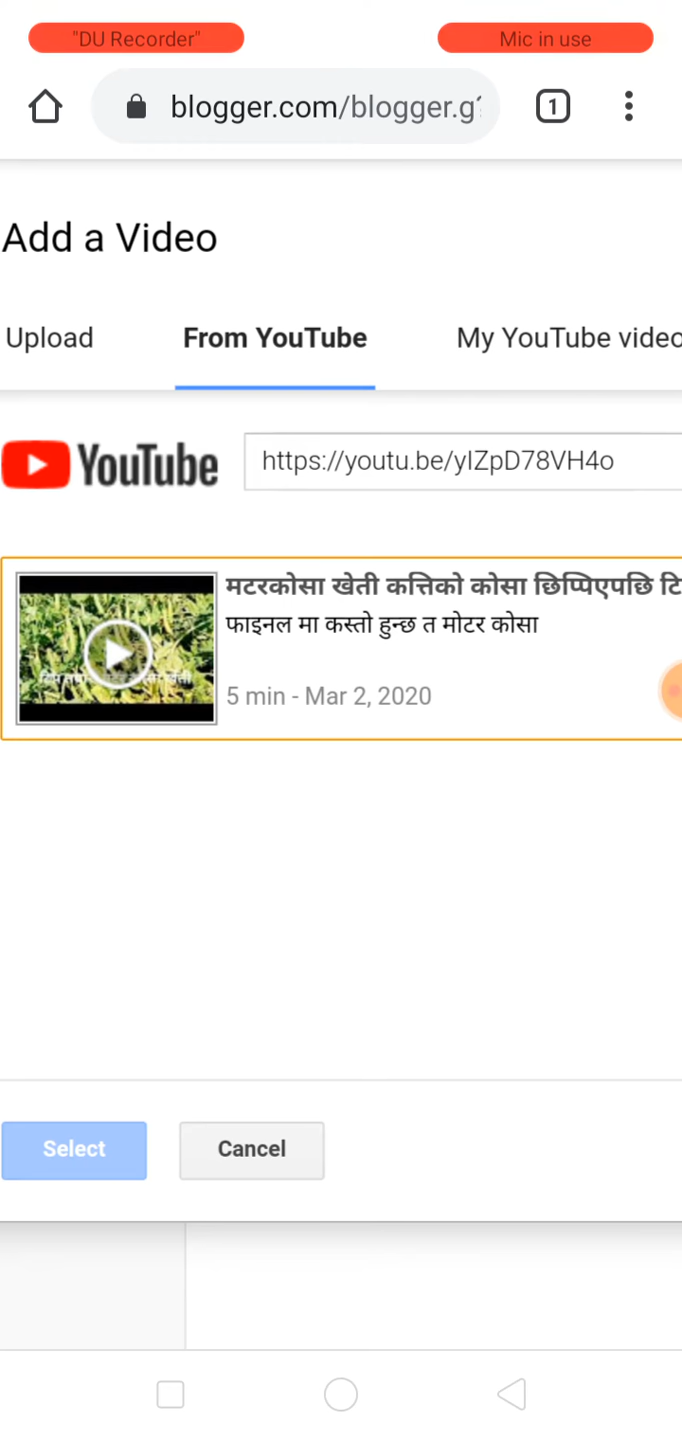 "DU Recorder" Mic in use
blogger.com/blogger.g?
1
Add a Video
Upload From YouTube My YouTube video
YouTube https://youtu.be/yIZpD78VH4o
मटरकोसा खेती कत्तिको कोसा छिप्पिएपछि टि
फाइनल मा कस्तो हुन्छ त मोटर कोसा
5 min - Mar 2, 2020
Select Cancel